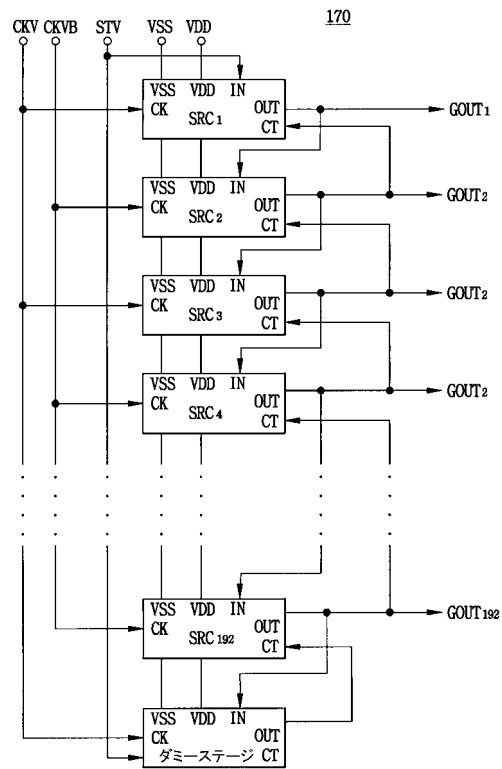 170
CKV CKVB STV VSS VDD
VSS VDD IN
CK OUT
SRC1 CT
GOUT1
VSS VDD IN
CK OUT
SRC2 CT
GOUT2
VSS VDD IN
CK OUT
SRC3 CT
GOUT2
VSS VDD IN
CK OUT
SRC4 CT
GOUT2
VSS VDD IN
CK OUT
SRC192 CT
GOUT192
VSS VDD IN
CK OUT
ダミーステージ CT